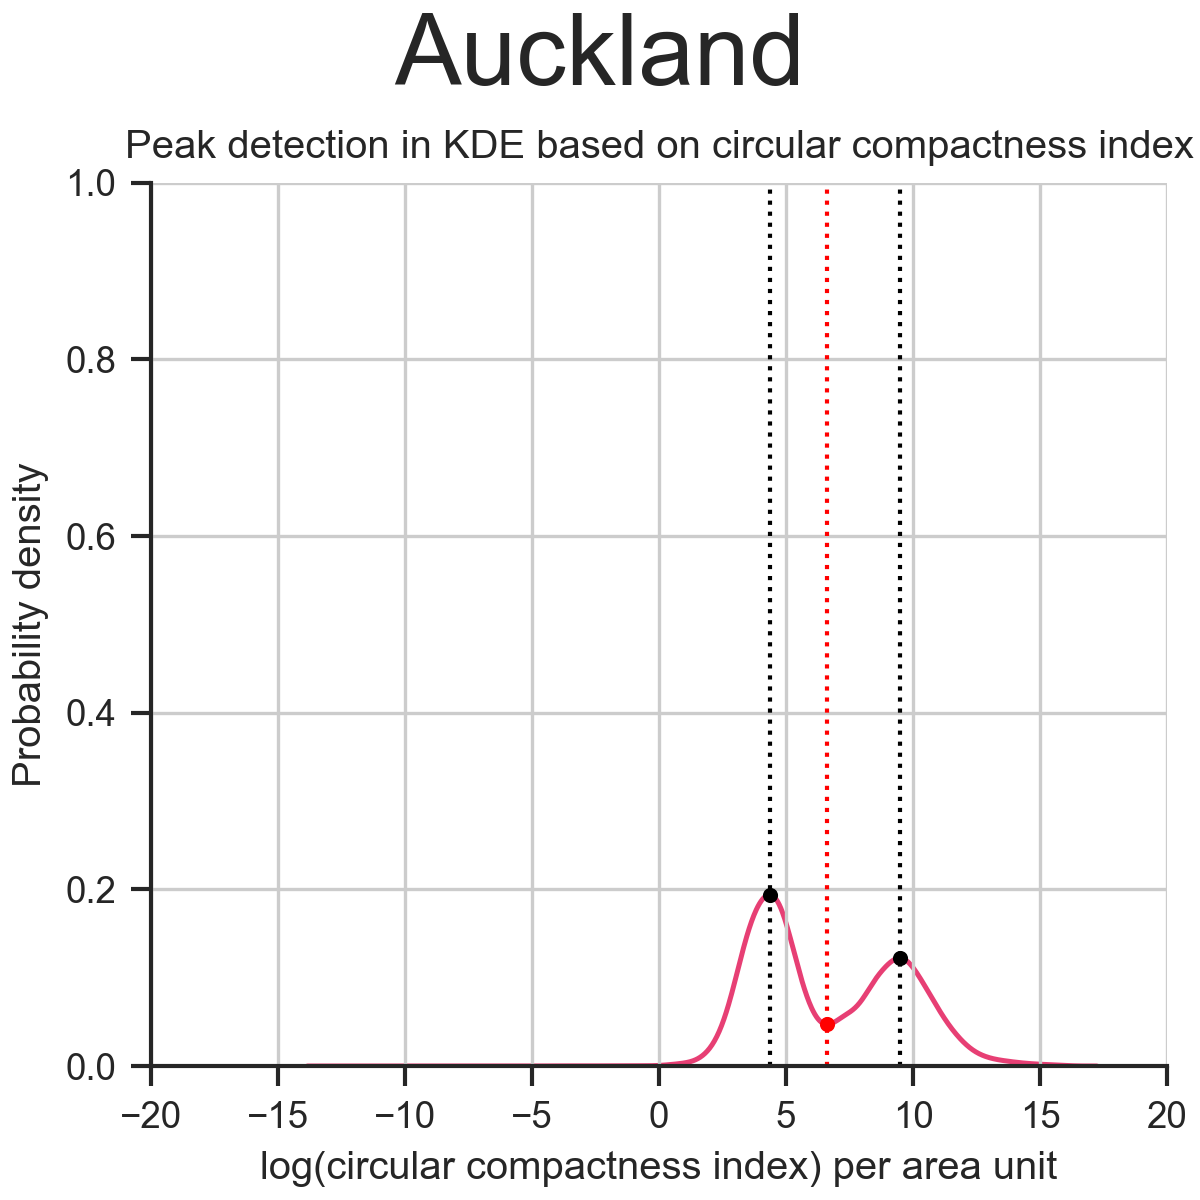 Auckland
Peak detection in KDE based on circular compactness index
1.0
0.8
0.6
0.4
0.2
0.0
Probability density
−20 −15 −10 −5 0 5 10 15 20
log(circular compactness index) per area unit